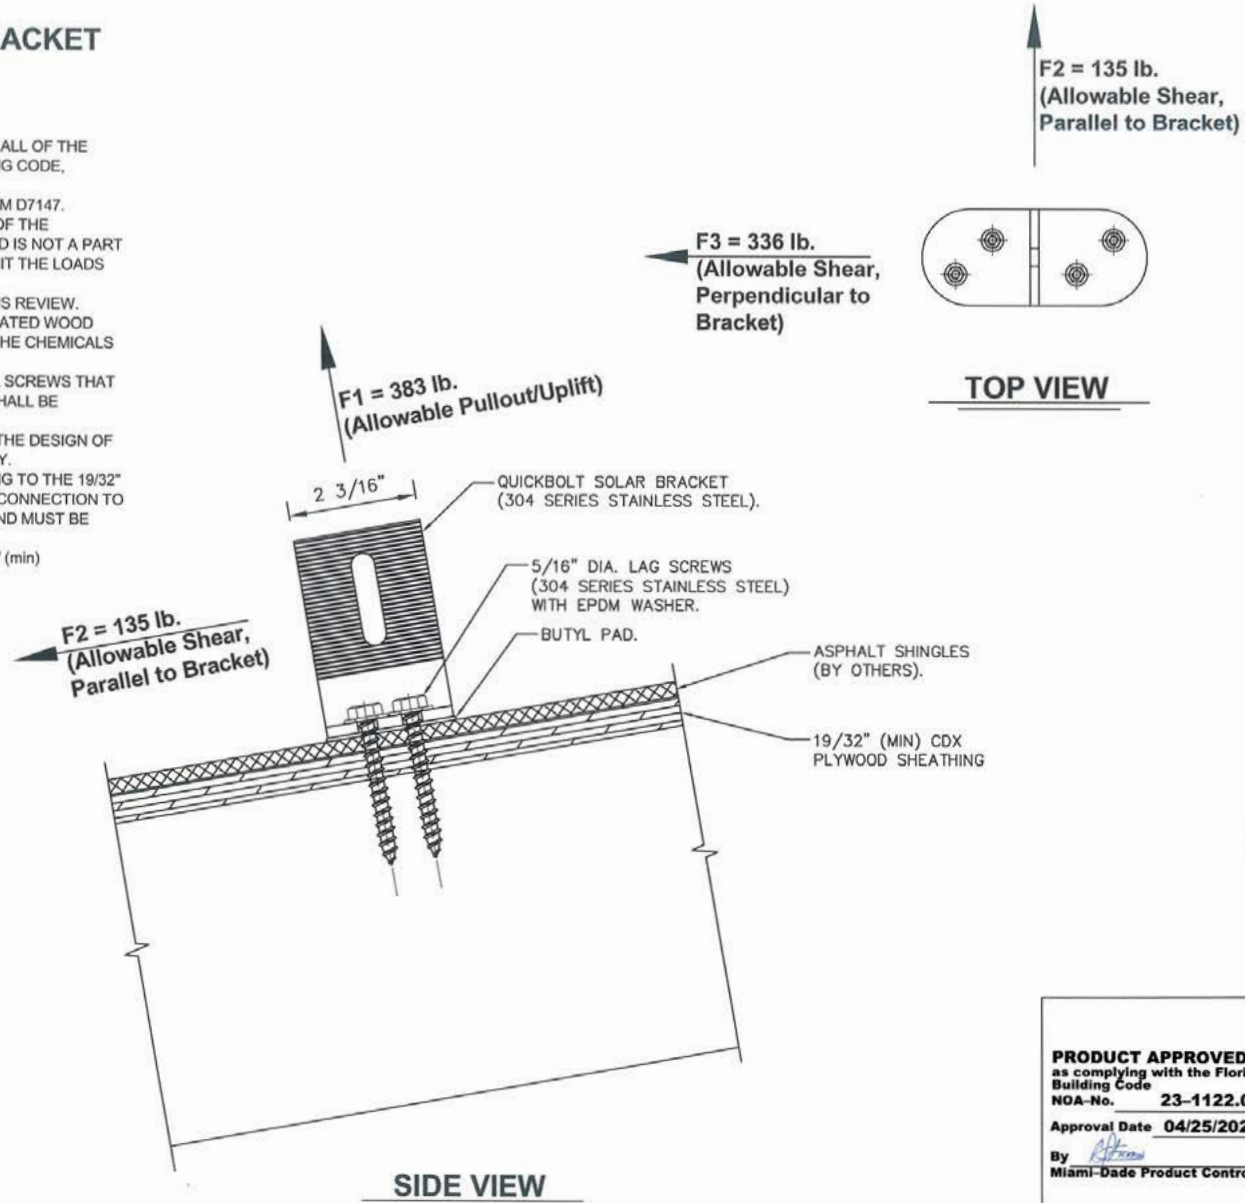 ACKET
ALL OF THE
G CODE,
M D7147.
OF THE
D IS NOT A PART
IT THE LOADS
S REVIEW.
ATED WOOD
HE CHEMICALS
SCREWS THAT
HALL BE
THE DESIGN OF
Y.
G TO THE 19/32"
CONNECTION TO
ND MUST BE
(min)
F2 = 135 lb.
(Allowable Shear,
Parallel to Bracket)
F3 = 336 lb.
(Allowable Shear,
Perpendicular to
Bracket)
TOP VIEW
F1 = 383 lb.
(Allowable Pullout/Uplift)
2 3/16"
QUICKBOLT SOLAR BRACKET
(304 SERIES STAINLESS STEEL).
5/16" DIA. LAG SCREWS
(304 SERIES STAINLESS STEEL)
WITH EPDM WASHER.
BUTYL PAD.
F2 = 135 lb.
(Allowable Shear,
Parallel to Bracket)
ASPHALT SHINGLES
(BY OTHERS).
19/32" (MIN) CDX
PLYWOOD SHEATHING
SIDE VIEW
PRODUCT APPROVED
as complying with the Flori
Building Code
NOA-No. 23-1122.0
Approval Date 04/25/202
By
Miami-Dade Product Contro